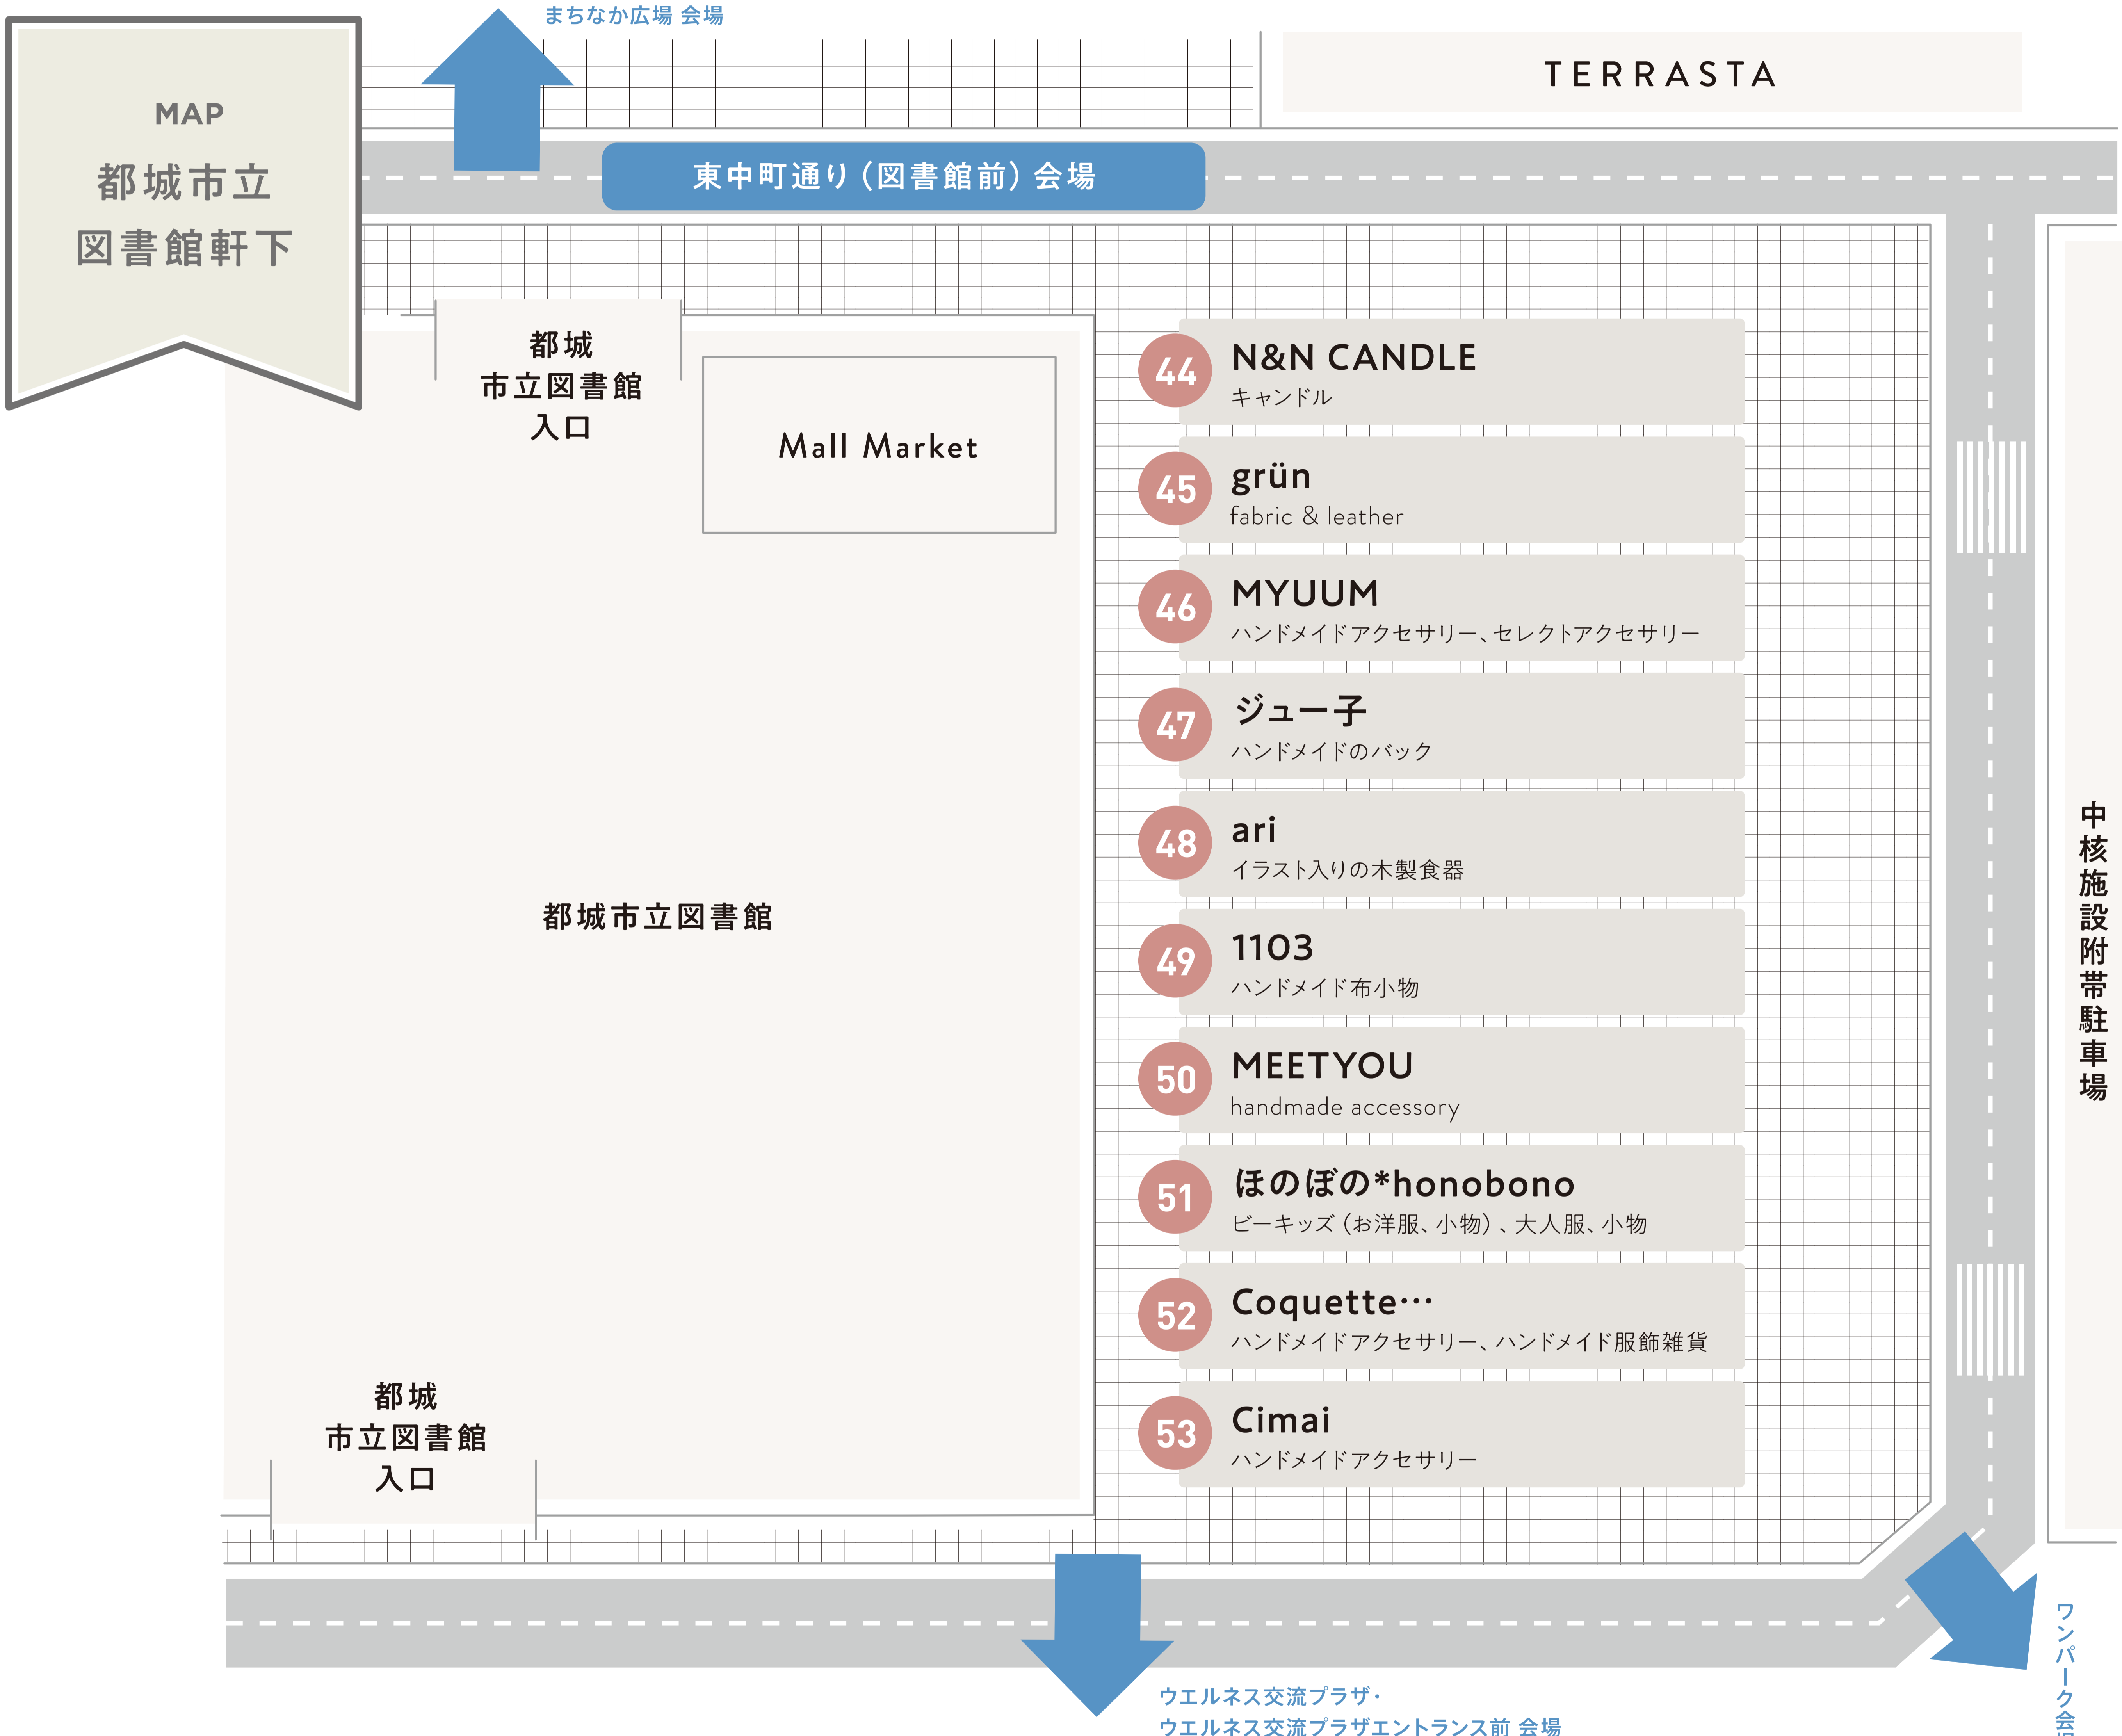 まちなか広場 会場
TERRASTA
MAP
都城市立
図書館軒下
東中町通り(図書館前)会場
都城
市立図書館
入口
Mall Market
都城市立図書館
都城
市立図書館
入口
44
N&N CANDLE
キャンドル
45
grün
fabric & leather
46
MYUUM
ハンドメイドアクセサリー、セレクトアクセサリー
47
ジュー子
ハンドメイドのバック
48
ari
イラスト入りの木製食器
49
1103
ハンドメイド布小物
50
MEETYOU
handmade accessory
51
ほのぼの*honobono
ビーキッズ(お洋服、小物)、大人服、小物
52
Coquette…
ハンドメイドアクセサリー、ハンドメイド服飾雑貨
53
Cimai
ハンドメイドアクセサリー
中核施設附帯駐車場
ウエルネス交流プラザ・
ウエルネス交流プラザエントランス前 会場
ワンパーク会場